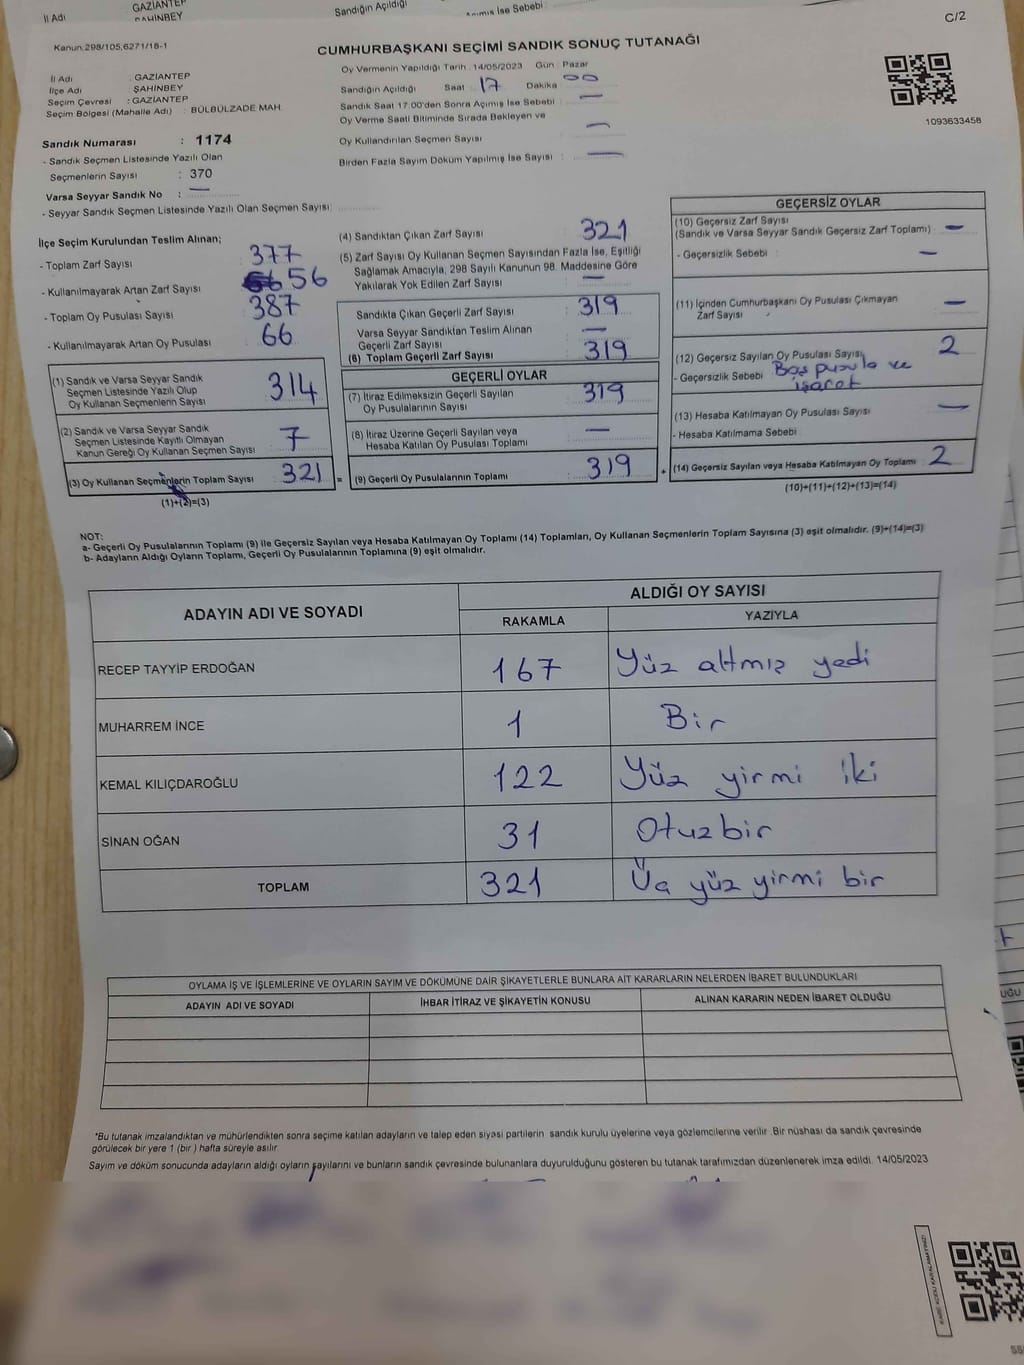 İl Adı
GAZİANTEP
ŞAHİNBEY
Sandığın Açıldığı
Açılmış İse Sebebi
C/2
Kanun:298/105,6271/18-1
CUMHURBAŞKANI SEÇİMİ SANDIK SONUÇ TUTANAĞI
İl Adı : GAZİANTEP
İlçe Adı : ŞAHİNBEY
Seçim Çevresi : GAZİANTEP
Seçim Bölgesi (Mahalle Adı) : BÜLBÜLZADE MAH.
Sandık Numarası : 1174
- Sandık Seçmen Listesinde Yazılı Olan
Seçmenlerin Sayısı : 370
Varsa Seyyar Sandık No : —
- Seyyar Sandık Seçmen Listesinde Yazılı Olan Seçmen Sayısı:
Oy Vermenin Yapıldığı Tarih : 14/05/2023 Gün : Pazar
Sandığın Açıldığı Saat 17 Dakika 00
Sandık Saat 17:00'den Sonra Açımış İse Sebebi : —
Oy Verme Saati Bitiminde Sırada Bekleyen ve
Oy Kullandırılan Seçmen Sayısı : —
Birden Fazla Sayım Döküm Yapılmış İse Sayısı : —
1093633458
İlçe Seçim Kurulundan Teslim Alınan;
- Toplam Zarf Sayısı : 377
- Kullanılmayarak Artan Zarf Sayısı : 56
- Toplam Oy Pusulası Sayısı : 387
- Kullanılmayarak Artan Oy Pusulası : 66
(1) Sandık ve Varsa Seyyar Sandık
Seçmen Listesinde Yazılı Olup
Oy Kullanan Seçmenlerin Sayısı : 314
(2) Sandık ve Varsa Seyyar Sandık
Seçmen Listesinde Kayıtlı Olmayan
Kanun Gereği Oy Kullanan Seçmen Sayısı : 7
(3) Oy Kullanan Seçmenlerin Toplam Sayısı : 321
(1)+(2)=(3)
(4) Sandıktan Çıkan Zarf Sayısı : 321
(5) Zarf Sayısı Oy Kullanan Seçmen Sayısından Fazla İse, Eşitliği
Sağlamak Amacıyla, 298 Sayılı Kanunun 98. Maddesine Göre
Yakılarak Yok Edilen Zarf Sayısı : —
Sandıkta Çıkan Geçerli Zarf Sayısı : 319
Varsa Seyyar Sandıktan Teslim Alınan
Geçerli Zarf Sayısı : —
(6) Toplam Geçerli Zarf Sayısı : 319
GEÇERLİ OYLAR
(7) İtiraz Edilmeksizin Geçerli Sayılan
Oy Pusulalarının Sayısı : 319
(8) İtiraz Üzerine Geçerli Sayılan veya
Hesaba Katılan Oy Pusulası Toplamı : —
= (9) Geçerli Oy Pusulalarının Toplamı : 319
GEÇERSİZ OYLAR
(10) Geçersiz Zarf Sayısı
(Sandık ve Varsa Seyyar Sandık Geçersiz Zarf Toplamı) : —
- Geçersizlik Sebebi : —
(11) İçinden Cumhurbaşkanı Oy Pusulası Çıkmayan
Zarf Sayısı : —
(12) Geçersiz Sayılan Oy Pusulası Sayısı 2
- Geçersizlik Sebebi Boş pusula ve
işaret
(13) Hesaba Katılmayan Oy Pusulası Sayısı : —
- Hesaba Katılmama Sebebi
+ (14) Geçersiz Sayılan veya Hesaba Katılmayan Oy Toplamı : 2
(10)+(11)+(12)+(13)=(14)
NOT:
a- Geçerli Oy Pusulalarının Toplamı (9) ile Geçersiz Sayılan veya Hesaba Katılmayan Oy Toplamı (14) Toplamları, Oy Kullanan Seçmenlerin Toplam Sayısına (3) eşit olmalıdır. (9)+(14)=(3)
b- Adayların Aldığı Oyların Toplamı, Geçerli Oy Pusulalarının Toplamına (9) eşit olmalıdır.
ADAYIN ADI VE SOYADI
ALDIĞI OY SAYISI
RAKAMLA YAZIYLA
RECEP TAYYİP ERDOĞAN 167 Yüz altmış yedi
MUHARREM İNCE 1 Bir
KEMAL KILIÇDAROĞLU 122 Yüz yirmi iki
SİNAN OĞAN 31 Otuzbir
TOPLAM 321 Üç yüz yirmi bir
OYLAMA İŞ VE İŞLEMLERİNE VE OYLARIN SAYIM VE DÖKÜMÜNE DAİR ŞİKAYETLERLE BUNLARA AİT KARARLARIN NELERDEN İBARET BULUNDUKLARI
ADAYIN ADI VE SOYADI İHBAR İTİRAZ VE ŞİKAYETİN KONUSU ALINAN KARARIN NEDEN İBARET OLDUĞU
*Bu tutanak imzalandıktan ve mühürlendikten sonra seçime katılan adayların ve talep eden siyasi partilerin sandık kurulu üyelerine veya gözlemcilerine verilir. Bir nüshası da sandık çevresinde
görülecek bir yere 1 (bir) hafta süreyle asılır.
Sayım ve döküm sonucunda adayların aldığı oyların sayılarını ve bunların sandık çevresinde bulunanlara duyurulduğunu gösteren bu tutanak tarafımızdan düzenlenerek imza edildi. 14/05/2023